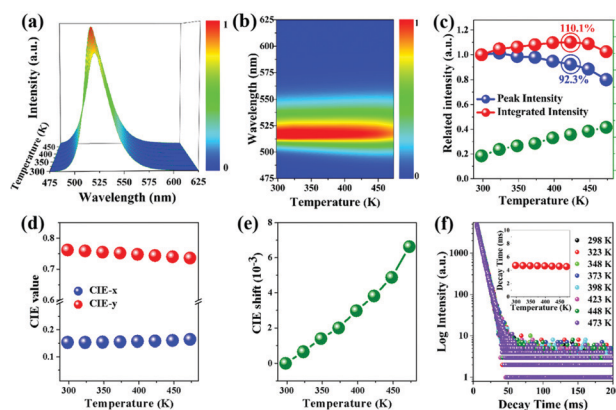 (a)
Intensity (a.u.)
Temperature (K)
450
425
400
375
350
325
300
475 500 525 550 575 600 625
Wavelength (nm)
1
0
(b)
Wavelength (nm)
575
550
525
500
475
300 350 400 450
Temperature (K)
1
0
(c)
Related intensity (a.u.)
1.2
1.0
0.8
0.6
0.4
0.2
0.0
110.1%
92.3%
Peak Intensity
Integrated Intensity
300 350 400 450
Temperature (K)
(d)
CIE value
0.8
0.7
0.2
0.1
CIE-x
CIE-y
300 350 400 450
Temperature (K)
(e)
CIE shift (10⁻³)
8
6
4
2
0
300 350 400 450
Temperature (K)
(f)
Log Intensity (a.u.)
1000
100
10
1
Decay Time (ms)
10
8
6
4
2
0
300 350 400 450
Temperature (K)
298 K
323 K
348 K
373 K
398 K
423 K
448 K
473 K
0 50 100 150 200
Decay Time (ms)